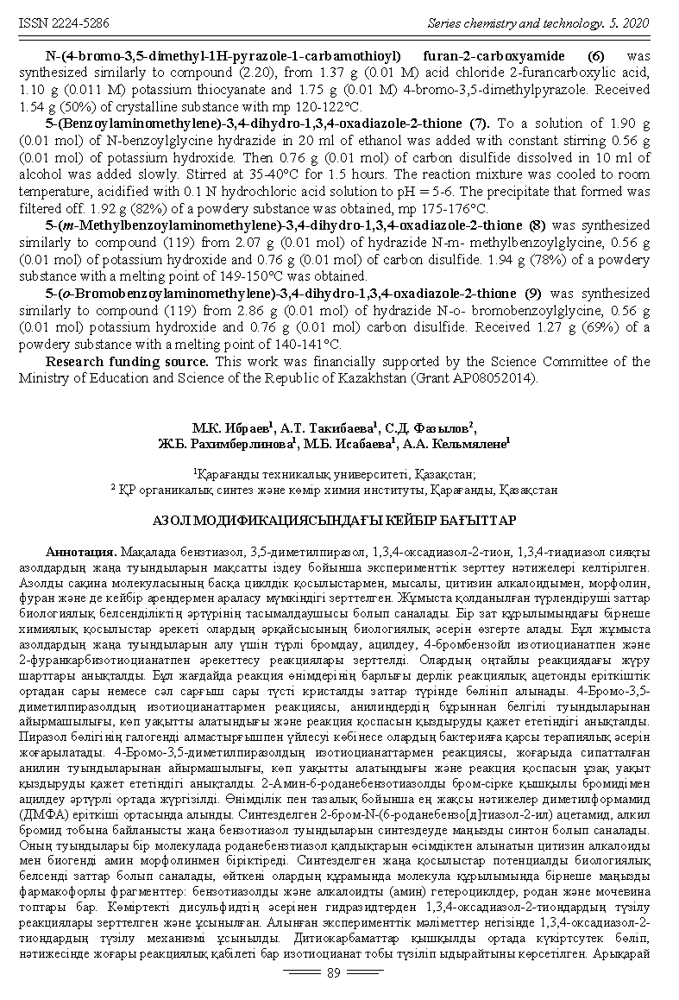 ISSN 2224-5286 Series chemistry and technology. 5. 2020
N-(4-bromo-3,5-dimethyl-1H-pyrazole-1-carbamothioyl) furan-2-carboxyamide (6) was
synthesized similarly to compound (2.20), from 1.37 g (0.01 M) acid chloride 2-furancarboxylic acid,
1.10 g (0.011 M) potassium thiocyanate and 1.75 g (0.01 M) 4-bromo-3,5-dimethylpyrazole. Received
1.54 g (50%) of crystalline substance with mp 120-122°C.
5-(Benzoylaminomethylene)-3,4-dihydro-1,3,4-oxadiazole-2-thione (7). To a solution of 1.90 g
(0.01 mol) of N-benzoylglycine hydrazide in 20 ml of ethanol was added with constant stirring 0.56 g
(0.01 mol) of potassium hydroxide. Then 0.76 g (0.01 mol) of carbon disulfide dissolved in 10 ml of
alcohol was added slowly. Stirred at 35-40°C for 1.5 hours. The reaction mixture was cooled to room
temperature, acidified with 0.1 N hydrochloric acid solution to pH = 5-6. The precipitate that formed was
filtered off. 1.92 g (82%) of a powdery substance was obtained, mp 175-176°C.
5-(m-Methylbenzoylaminomethylene)-3,4-dihydro-1,3,4-oxadiazole-2-thione (8) was synthesized
similarly to compound (119) from 2.07 g (0.01 mol) of hydrazide N-m- methylbenzoylglycine, 0.56 g
(0.01 mol) of potassium hydroxide and 0.76 g (0.01 mol) of carbon disulfide. 1.94 g (78%) of a powdery
substance with a melting point of 149-150°C was obtained.
5-(o-Bromobenzoylaminomethylene)-3,4-dihydro-1,3,4-oxadiazole-2-thione (9) was synthesized
similarly to compound (119) from 2.86 g (0.01 mol) of hydrazide N-o- bromobenzoylglycine, 0.56 g
(0.01 mol) potassium hydroxide and 0.76 g (0.01 mol) carbon disulfide. Received 1.27 g (69%) of a
powdery substance with a melting point of 140-141°C.
Research funding source. This work was financially supported by the Science Committee of the
Ministry of Education and Science of the Republic of Kazakhstan (Grant AP08052014).
М.К. Ибраев¹, А.Т. Такибаева¹, С.Д. Фазылов²,
Ж.Б. Рахимберлинова¹, М.Б. Исабаева¹, А.А. Кельмялене¹
¹Қарағанды техникалық университеті, Қазақстан;
² ҚР органикалық синтез және көмір химия институты, Қарағанды, Қазақстан
АЗОЛ МОДИФИКАЦИЯСЫНДАҒЫ КЕЙБІР БАҒЫТТАР
Аннотация. Мақалада бензтиазол, 3,5-диметилпиразол, 1,3,4-оксадиазол-2-тион, 1,3,4-тиадиазол сияқты
азолдардың жаңа туындыларын мақсатты іздеу бойынша эксперименттік зерттеу нәтижелері келтірілген.
Азолды сақина молекуласының басқа циклдік қосылыстармен, мысалы, цитизин алкалоидымен, морфолин,
фуран және де кейбір арендермен араласу мүмкіндігі зерттелген. Жұмыста қолданылған түрлендіруші заттар
биологиялық белсенділіктің әртүрінің тасымалдаушысы болып саналады. Бір зат құрылымындағы бірнеше
химиялық қосылыстар әрекеті олардың әрқайсысының биологиялық әсерін өзгерте алады. Бұл жұмыста
азолдардың жаңа туындыларын алу үшін түрлі бромдау, ацилдеу, 4-бромбензойл изотиоцианатпен және
2-фуранкарбизотиоцианатпен әрекеттесу реакциялары зерттелді. Олардың оңтайлы реакциядағы жүру
шарттары анықталды. Бұл жағдайда реакция өнімдерінің барлығы дерлік реакциялық ацетонды еріткіштік
ортадан сары немесе сәл сарғыш сары түсті кристалды заттар түрінде бөлініп алынады. 4-Бромо-3,5-
диметилпиразолдың изотиоцианаттармен реакциясы, анилиндердің бұрыннан белгілі туындыларынан
айырмашылығы, көп уақытты алатындығы және реакция қоспасын қыздыруды қажет ететіндігі анықталды.
Пиразол бөлігінің галогенді алмастырғышпен үйлесуі көбінесе олардың бактерияға қарсы терапиялық әсерін
жоғарылатады. 4-Бромо-3,5-диметилпиразолдың изотиоцианаттармен реакциясы, жоғарыда сипатталған
анилин туындыларынан айырмашылығы, көп уақытты алатындығы және реакция қоспасын ұзақ уақыт
қыздыруды қажет ететіндігі анықталды. 2-Амин-6-роданебензотиазолды бром-сірке қышқылы бромидімен
ацилдеу әртүрлі ортада жүргізілді. Өнімділік пен тазалық бойынша ең жақсы нәтижелер диметилформамид
(ДМФА) еріткіші ортасында алынды. Синтезделген 2-бром-N-(6-роданебензо[д]тиазол-2-ил) ацетамид, алкил
бромид тобына байланысты жаңа бензотиазол туындыларын синтездеуде маңызды синтон болып саналады.
Оның туындылары бір молекулада роданебензтиазол қалдықтарын өсімдіктен алынатын цитизин алкалоиды
мен биогенді амин морфолинмен біріктіреді. Синтезделген жаңа қосылыстар потенциалды биологиялық
белсенді заттар болып саналады, өйткені олардың құрамында молекула құрылымында бірнеше маңызды
фармакофорлы фрагменттер: бензотиазолды және алкалоидты (амин) гетероциклдер, родан және мочевина
топтары бар. Көміртекті дисульфидтің әсерінен гидразидтерден 1,3,4-оксадиазол-2-тиондардың түзілу
реакциялары зерттелген және ұсынылған. Алынған эксперименттік мәліметтер негізінде 1,3,4-оксадиазол-2-
тиондардың түзілу механизмі ұсынылды. Дитиокарбаматтар қышқылды ортада күкіртсутек бөліп,
нәтижесінде жоғары реакциялық қабілеті бар изотиоцианат тобы түзіліп ыдырайтыны көрсетілген. Арықарай
89